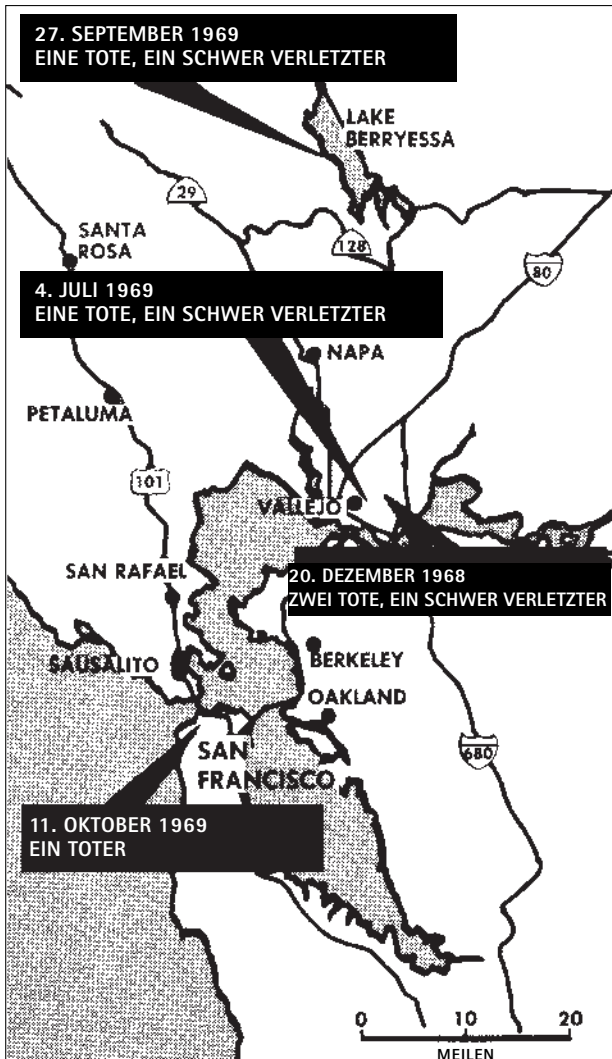 27. SEPTEMBER 1969
EINE TOTE, EIN SCHWER VERLETZTER
LAKE
BERRYESSA
29
SANTA
ROSA
128
80
4. JULI 1969
EINE TOTE, EIN SCHWER VERLETZTER
NAPA
PETALUMA
101
VALLEJO
SAN RAFAEL
20. DEZEMBER 1968
ZWEI TOTE, EIN SCHWER VERLETZTER
SAUSALITO
BERKELEY
OAKLAND
SAN
FRANCISCO
680
11. OKTOBER 1969
EIN TOTER
0 10 20
MEILEN